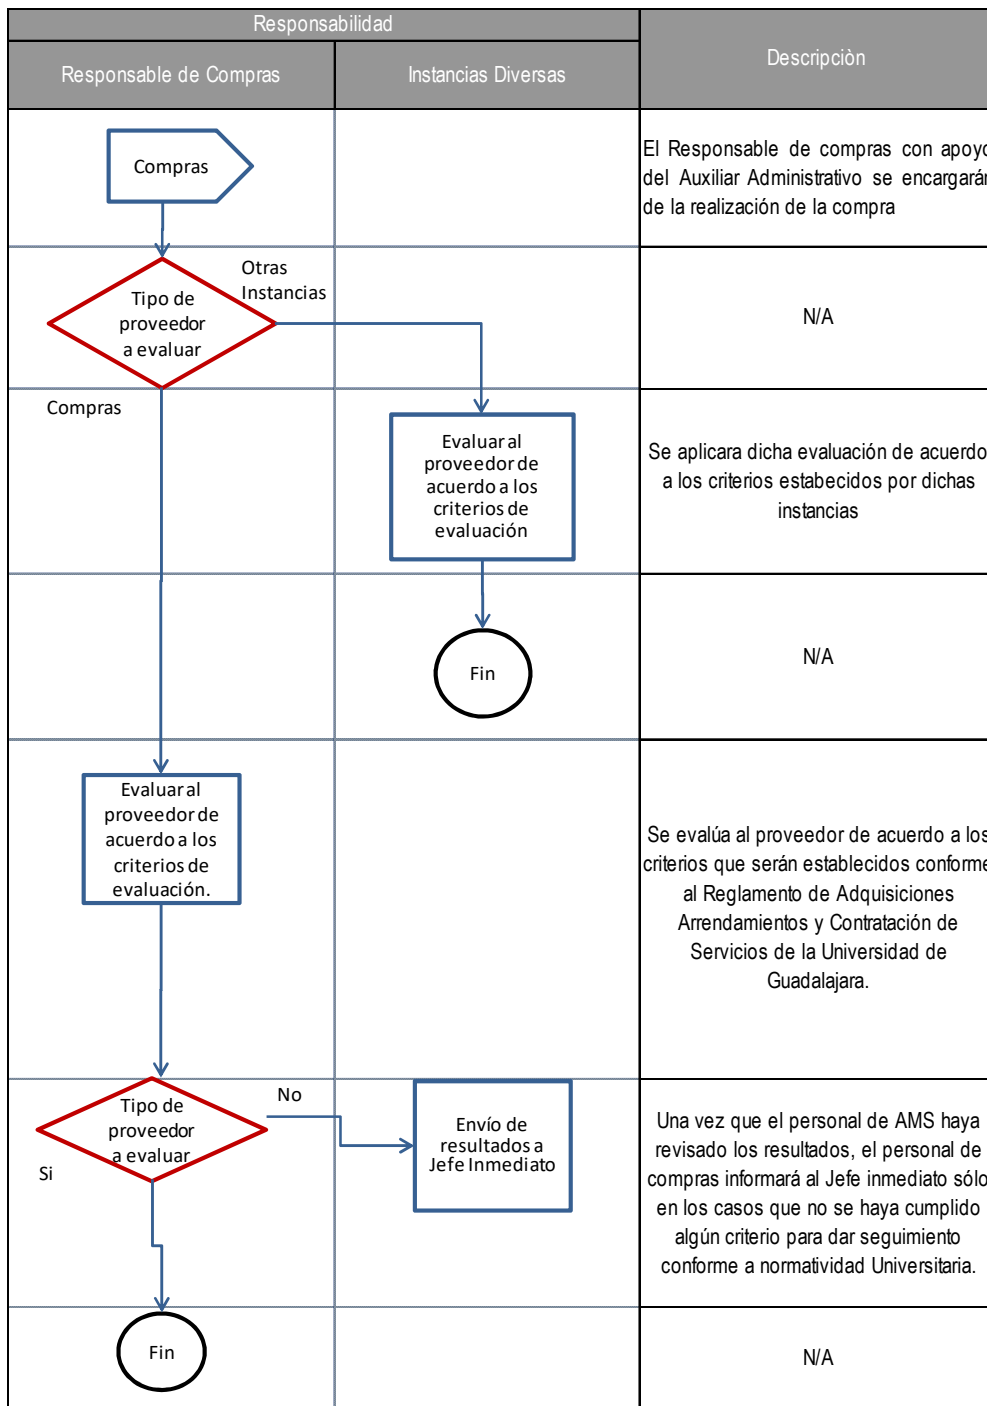 Responsabilidad
Responsable de Compras
Instancias Diversas
Descripciòn
Compras
El Responsable de compras con apoyo
del Auxiliar Administrativo se encargarán
de la realización de la compra
Otras
Instancias
Tipo de
proveedor
a evaluar
N/A
Compras
Evaluar al
proveedor de
acuerdo a los
criterios de
evaluación
Se aplicara dicha evaluación de acuerdo
a los criterios estabecidos por dichas
instancias
Fin
N/A
Evaluar al
proveedor de
acuerdo a los
criterios de
evaluación.
Se evalúa al proveedor de acuerdo a los
criterios que serán establecidos conforme
al Reglamento de Adquisiciones
Arrendamientos y Contratación de
Servicios de la Universidad de
Guadalajara.
Tipo de
proveedor
a evaluar
No
Si
Envío de
resultados a
Jefe Inmediato
Una vez que el personal de AMS haya
revisado los resultados, el personal de
compras informará al Jefe inmediato sólo
en los casos que no se haya cumplido
algún criterio para dar seguimiento
conforme a normatividad Universitaria.
Fin
N/A